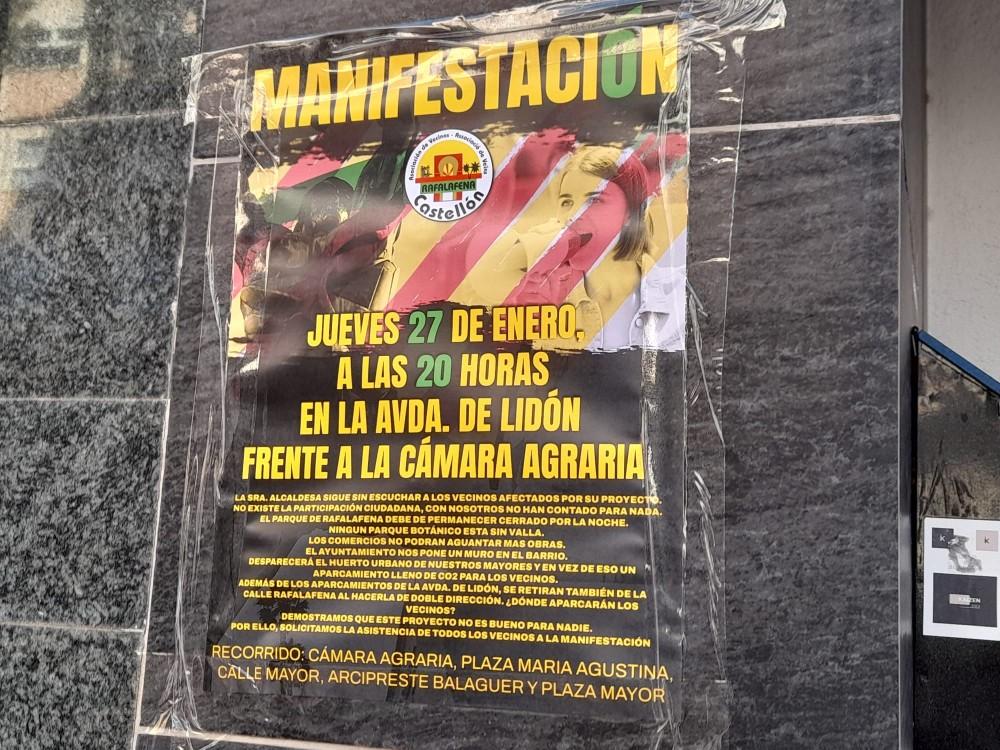 MANIFESTACIÓN
Asociación de Vecinos - Associació de Veïns
RAFALAFENA
Castellón
JUEVES 27 DE ENERO,
A LAS 20 HORAS
EN LA AVDA. DE LIDÓN
FRENTE A LA CÁMARA AGRARIA
LA SRA. ALCALDESA SIGUE SIN ESCUCHAR A LOS VECINOS AFECTADOS POR SU PROYECTO.
NO EXISTE LA PARTICIPACIÓN CIUDADANA, CON NOSOTROS NO HAN CONTADO PARA NADA.
EL PARQUE DE RAFALAFENA DEBE DE PERMANECER CERRADO POR LA NOCHE.
NINGUN PARQUE BOTÁNICO ESTA SIN VALLA.
LOS COMERCIOS NO PODRAN AGUANTAR MAS OBRAS.
EL AYUNTAMIENTO NOS PONE UN MURO EN EL BARRIO.
DESPARECERÁ EL HUERTO URBANO DE NUESTROS MAYORES Y EN VEZ DE ESO UN
APARCAMIENTO LLENO DE CO2 PARA LOS VECINOS.
ADEMÁS DE LOS APARCAMIENTOS DE LA AVDA. DE LIDÓN, SE RETIRAN TAMBIÉN DE LA
CALLE RAFALAFENA AL HACERLA DE DOBLE DIRECCIÓN. ¿DÓNDE APARCARÁN LOS
VECINOS?
DEMOSTRAMOS QUE ESTE PROYECTO NO ES BUENO PARA NADIE.
POR ELLO, SOLICITAMOS LA ASISTENCIA DE TODOS LOS VECINOS A LA MANIFESTACIÓN
RECORRIDO: CÁMARA AGRARIA, PLAZA MARIA AGUSTINA,
CALLE MAYOR, ARCIPRESTE BALAGUER Y PLAZA MAYOR
K K
KAIZEN